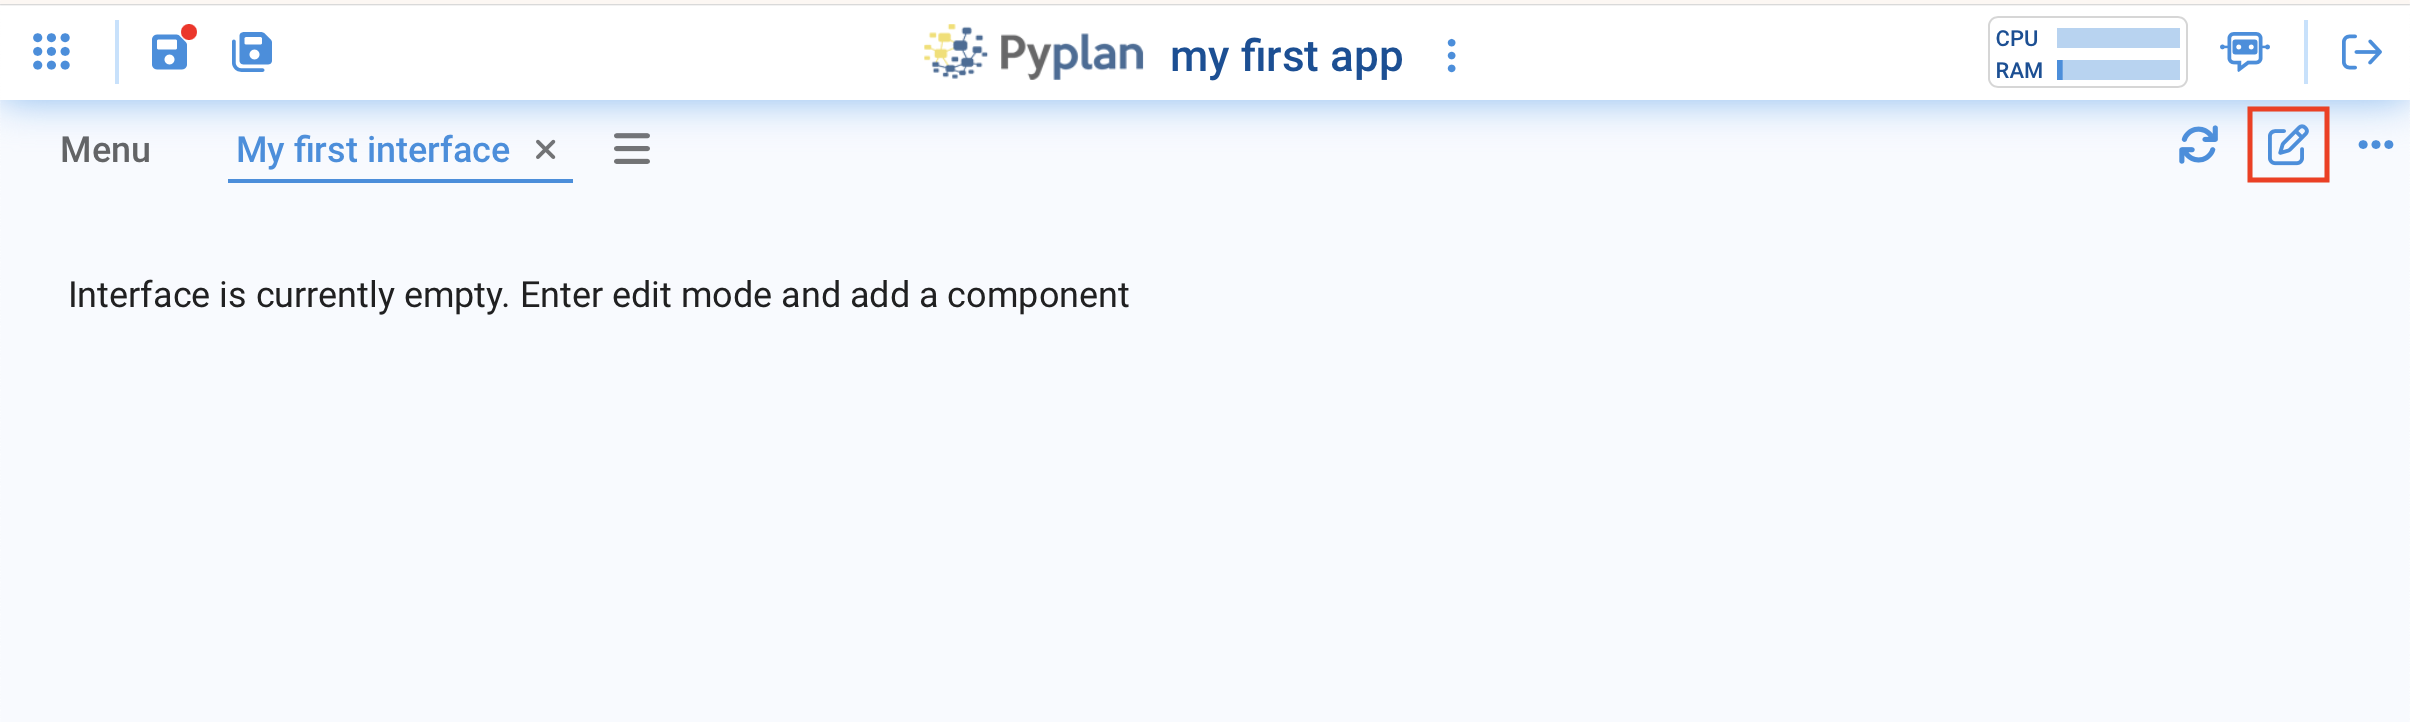 Pyplan my first app
CPU
RAM
Menu My first interface
Interface is currently empty. Enter edit mode and add a component